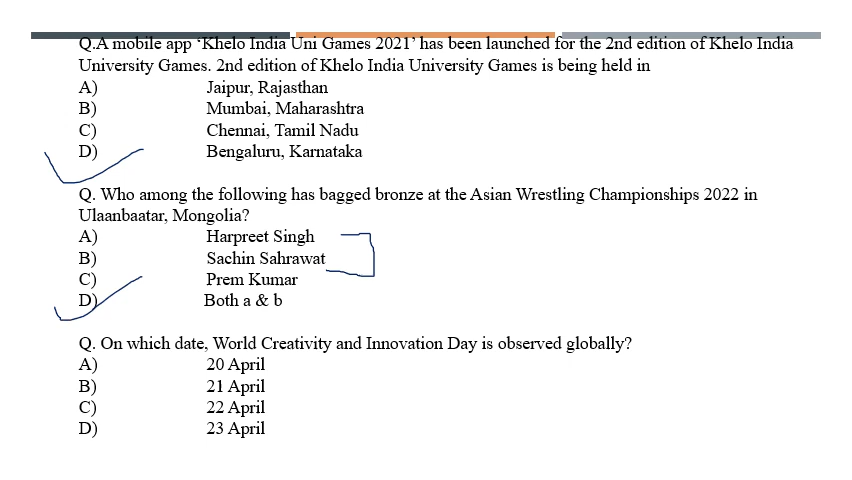 Q.A mobile app ‘Khelo India Uni Games 2021’ has been launched for the 2nd edition of Khelo India
University Games. 2nd edition of Khelo India University Games is being held in
A) Jaipur, Rajasthan
B) Mumbai, Maharashtra
C) Chennai, Tamil Nadu
D) Bengaluru, Karnataka
Q. Who among the following has bagged bronze at the Asian Wrestling Championships 2022 in
Ulaanbaatar, Mongolia?
A) Harpreet Singh
B) Sachin Sahrawat
C) Prem Kumar
D) Both a & b
Q. On which date, World Creativity and Innovation Day is observed globally?
A) 20 April
B) 21 April
C) 22 April
D) 23 April